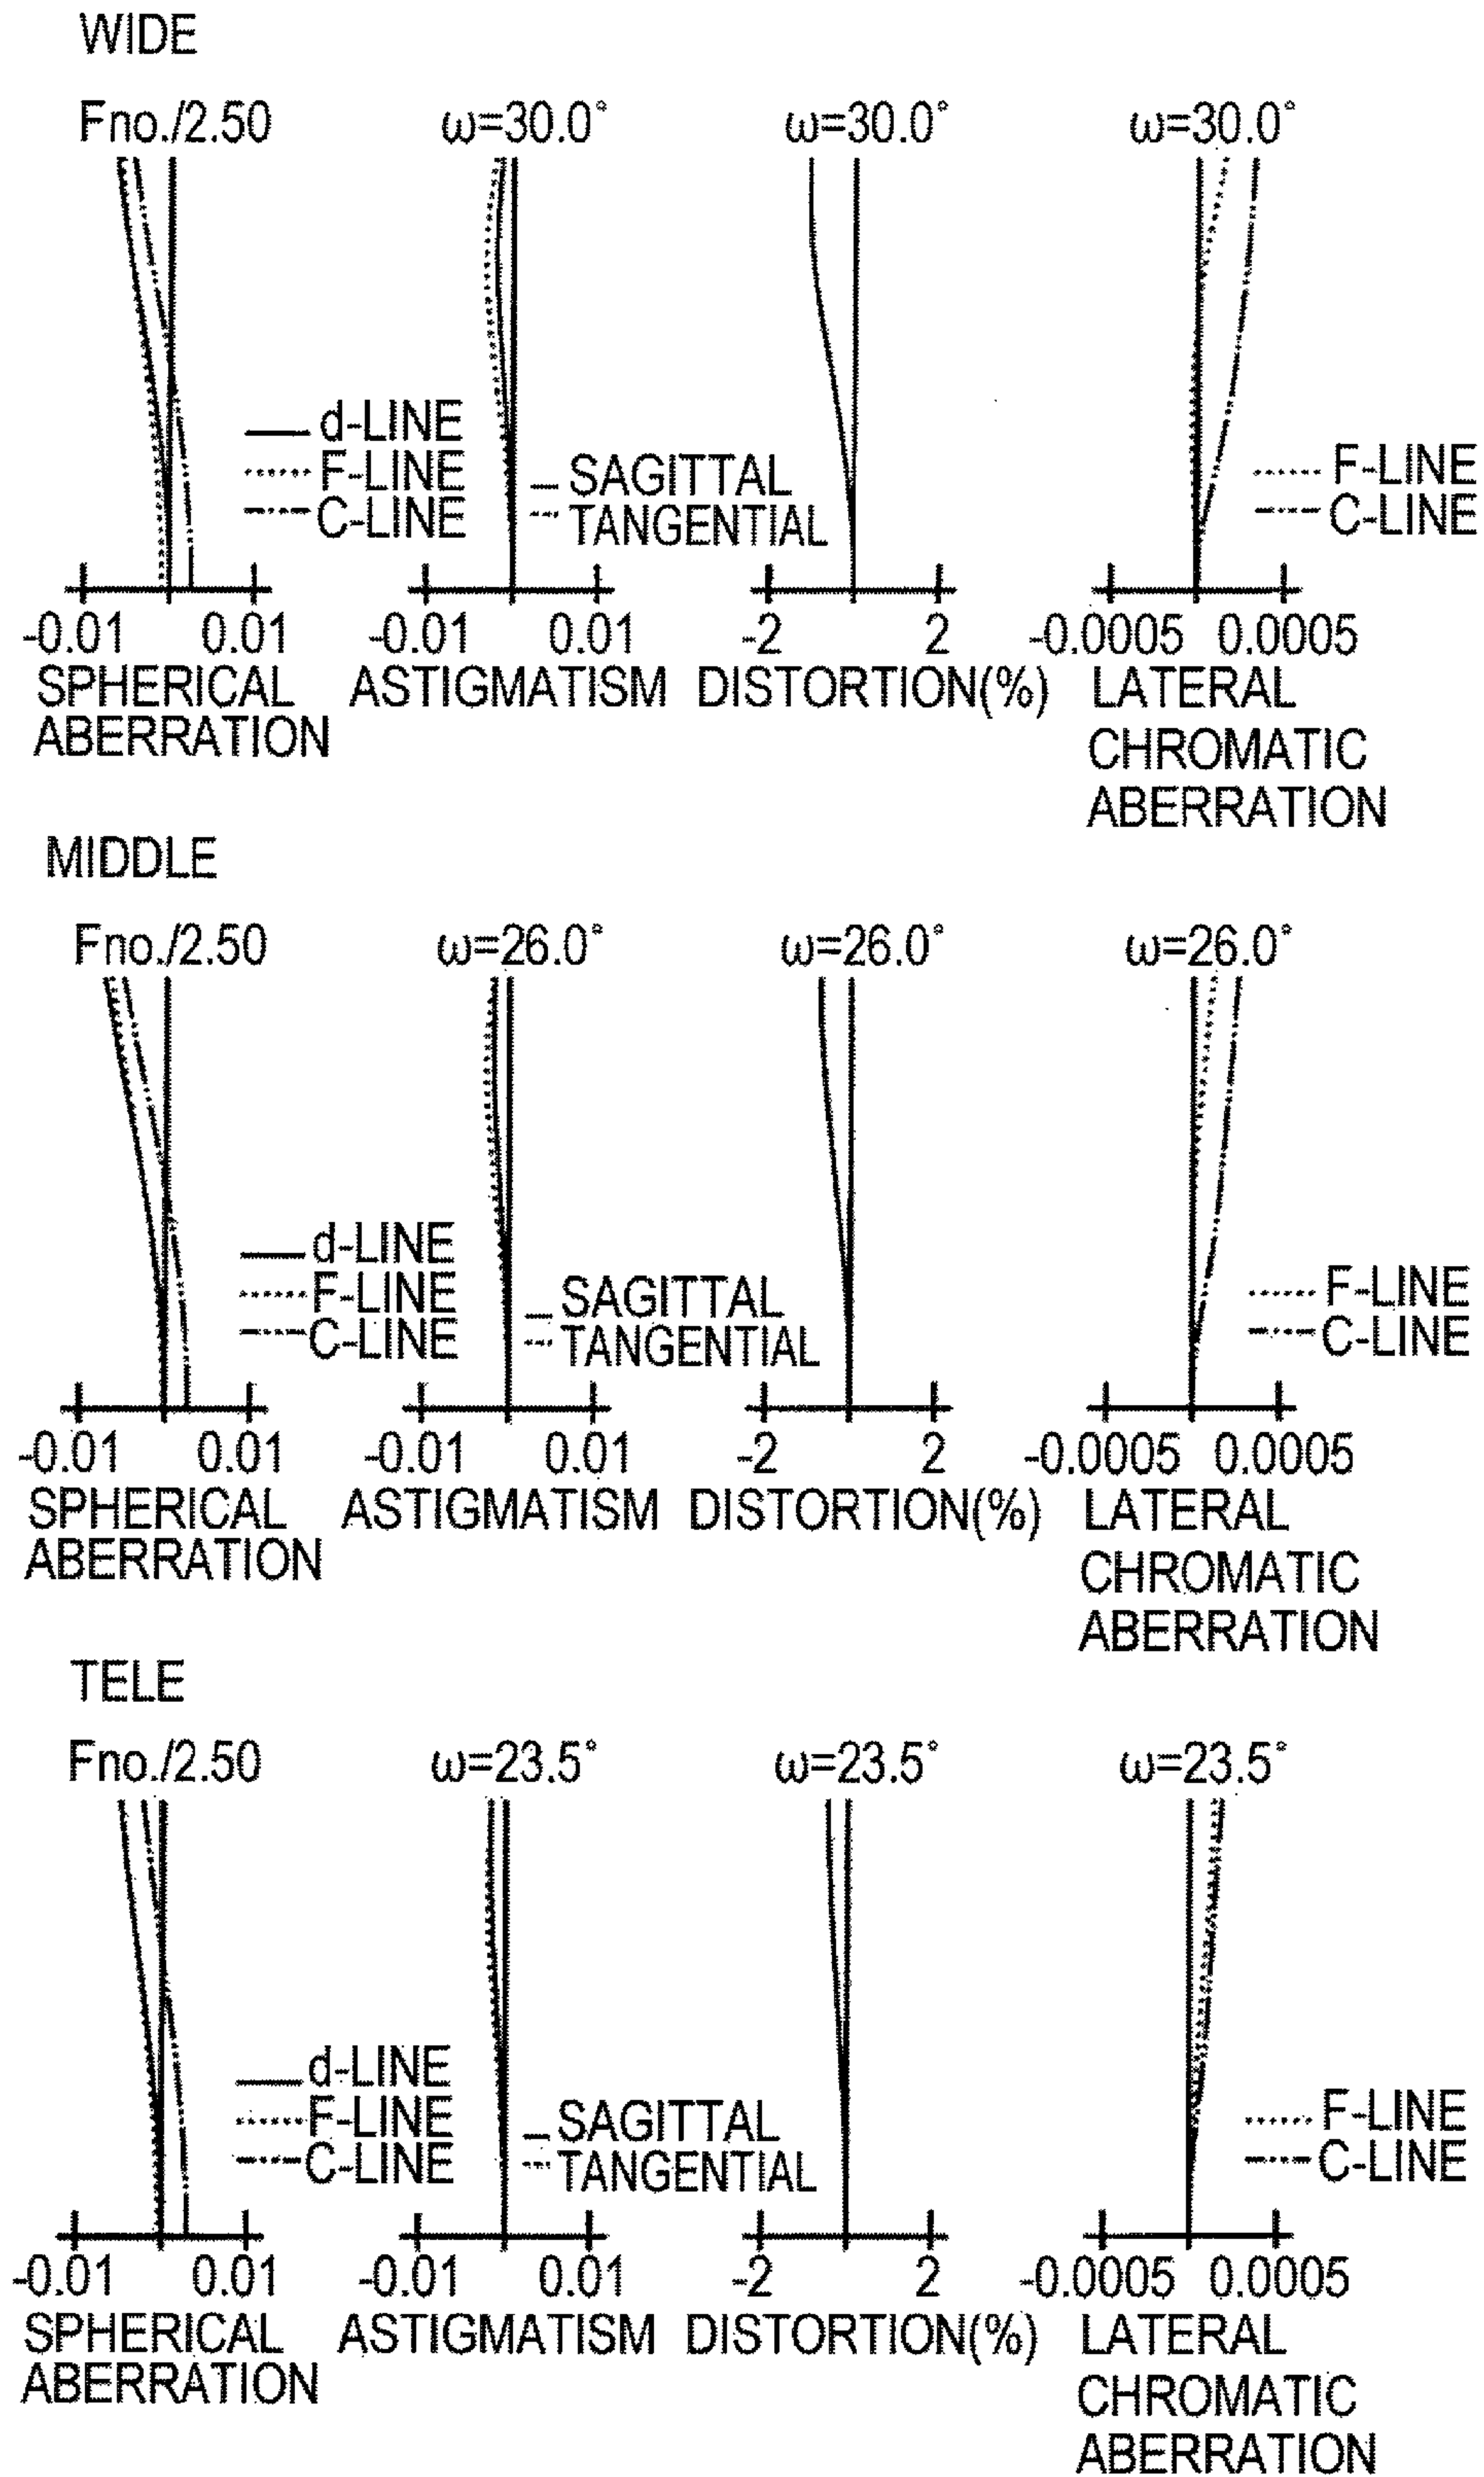 WIDE
Fno./2.50 ω=30.0° ω=30.0° ω=30.0°
d-LINE
F-LINE
C-LINE
SAGITTAL
TANGENTIAL
F-LINE
C-LINE
-0.01 0.01 -0.01 0.01 -2 2 -0.0005 0.0005
SPHERICAL ABERRATION
ASTIGMATISM
DISTORTION(%)
LATERAL
CHROMATIC
ABERRATION
MIDDLE
Fno./2.50 ω=26.0° ω=26.0° ω=26.0°
d-LINE
F-LINE
C-LINE
SAGITTAL
TANGENTIAL
F-LINE
C-LINE
-0.01 0.01 -0.01 0.01 -2 2 -0.0005 0.0005
SPHERICAL ABERRATION
ASTIGMATISM
DISTORTION(%)
LATERAL
CHROMATIC
ABERRATION
TELE
Fno./2.50 ω=23.5° ω=23.5° ω=23.5°
d-LINE
F-LINE
C-LINE
SAGITTAL
TANGENTIAL
F-LINE
C-LINE
-0.01 0.01 -0.01 0.01 -2 2 -0.0005 0.0005
SPHERICAL ABERRATION
ASTIGMATISM
DISTORTION(%)
LATERAL
CHROMATIC
ABERRATION